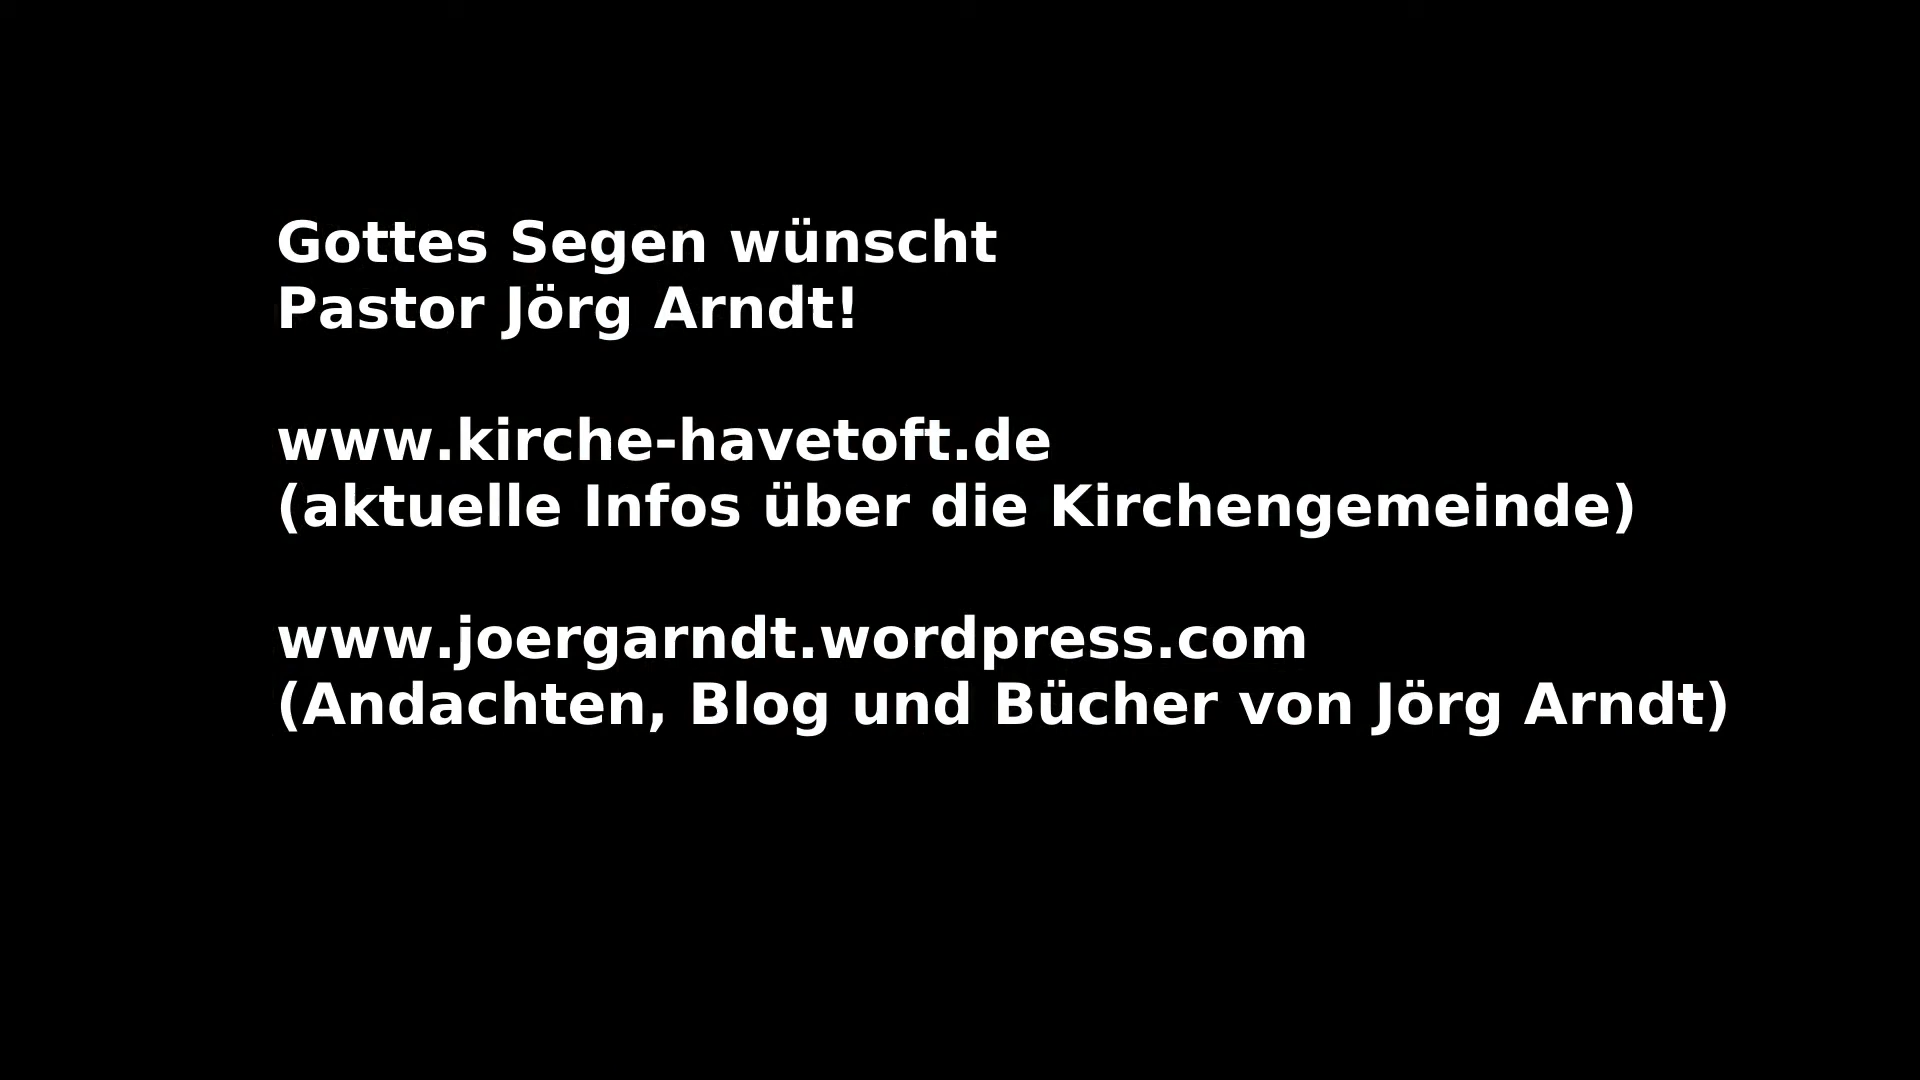 Gottes Segen wünscht
Pastor Jörg Arndt!
www.kirche-havetoft.de
(aktuelle Infos über die Kirchengemeinde)
www.joergarndt.wordpress.com
(Andachten, Blog und Bücher von Jörg Arndt)